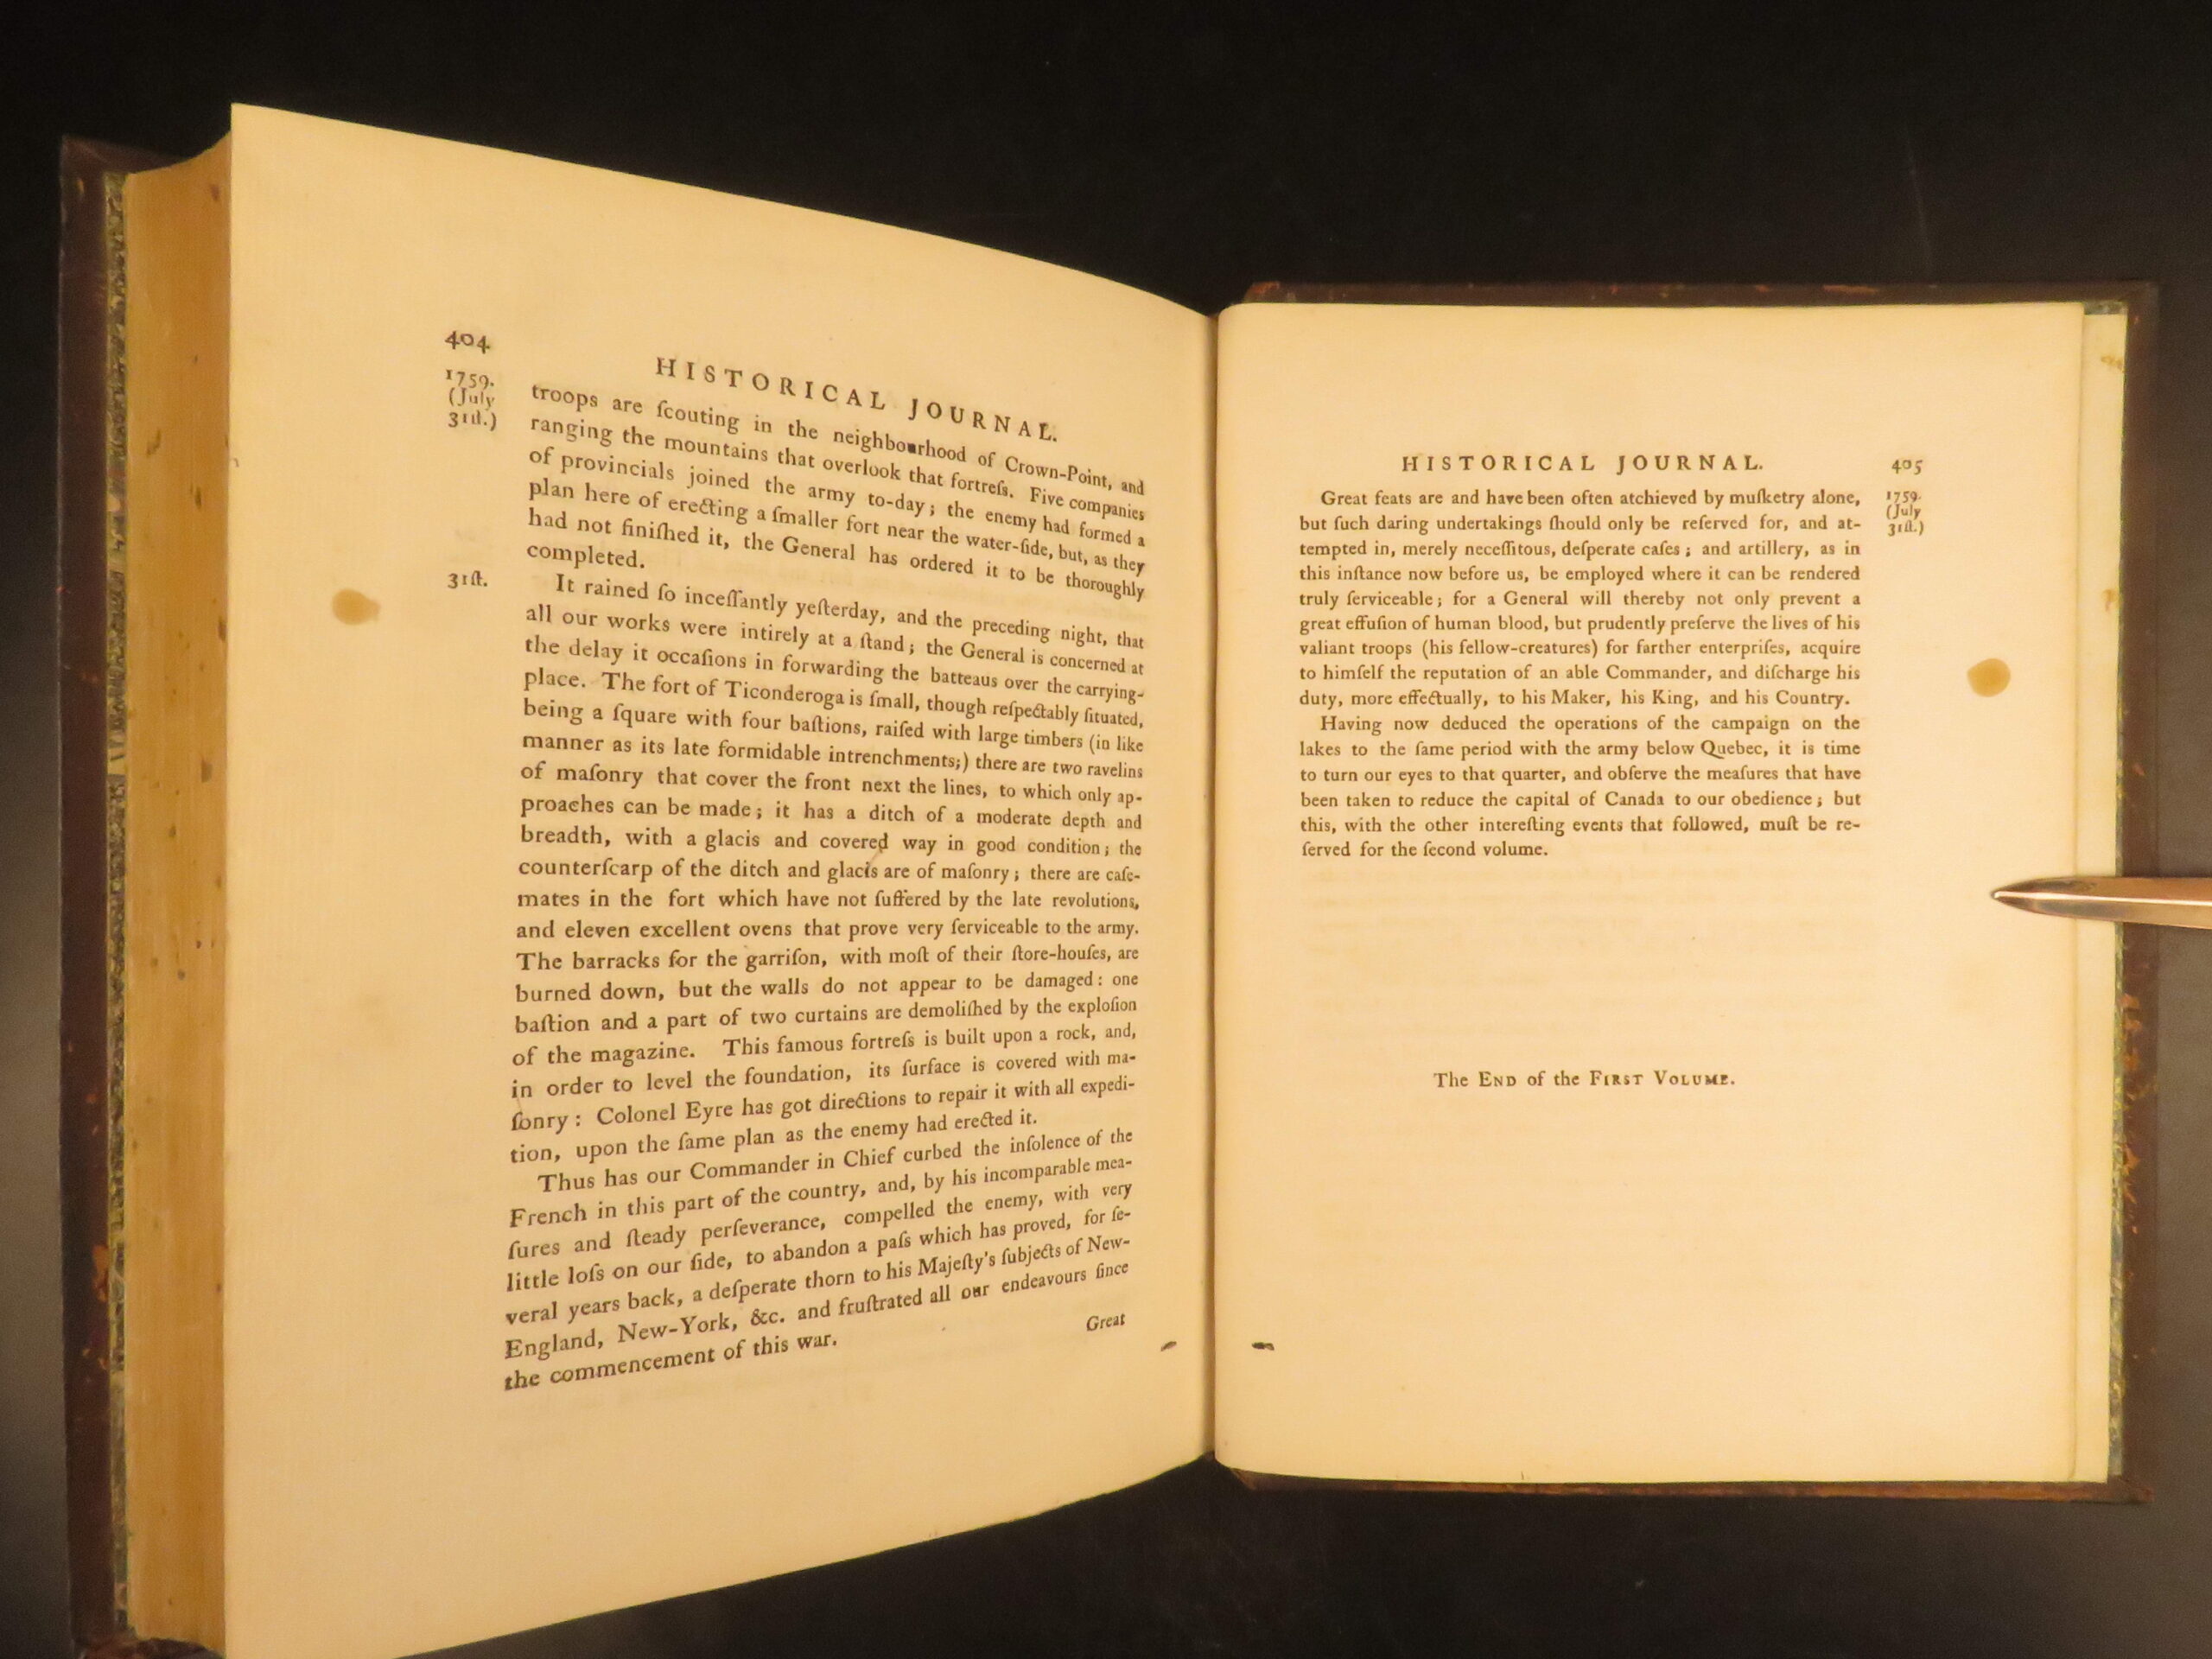 404
HISTORICAL JOURNAL.
1759.
(July
31ſt.)
troops are ſcouting in the neighbourhood of Crown-Point, and
ranging the mountains that overlook that fortreſs. Five companies
of provincials joined the army to-day; the enemy had formed a
plan here of erecting a ſmaller fort near the water-ſide, but, as they
had not finiſhed it, the General has ordered it to be thoroughly
completed.
31ſt.
It rained ſo inceſſantly yeſterday, and the preceding night, that
all our works were intirely at a ſtand; the General is concerned at
the delay it occaſions in forwarding the batteaus over the carrying-
place. The fort of Ticonderoga is ſmall, though reſpectably ſituated,
being a ſquare with four baſtions, raiſed with large timbers (in like
manner as its late formidable intrenchments;) there are two ravelins
of maſonry that cover the front next the lines, to which only ap-
proaches can be made; it has a ditch of a moderate depth and
breadth, with a glacis and covered way in good condition; the
counterſcarp of the ditch and glacis are of maſonry; there are caſe-
mates in the fort which have not ſuffered by the late revolutions,
and eleven excellent ovens that prove very ſerviceable to the army.
The barracks for the garriſon, with moſt of their ſtore-houſes, are
burned down, but the walls do not appear to be damaged: one
baſtion and a part of two curtains are demoliſhed by the exploſion
of the magazine. This famous fortreſs is built upon a rock, and,
in order to level the foundation, its ſurface is covered with ma-
ſonry: Colonel Eyre has got directions to repair it with all expedi-
tion, upon the ſame plan as the enemy had erected it.
Thus has our Commander in Chief curbed the inſolence of the
French in this part of the country, and, by his incomparable mea-
ſures and ſteady perſeverance, compelled the enemy, with very
little loſs on our ſide, to abandon a paſs which has proved, for ſe-
veral years back, a deſperate thorn to his Majeſty's ſubjects of New-
England, New-York, &c. and fruſtrated all our endeavours ſince
the commencement of this war.
Great
HISTORICAL JOURNAL.
405
1759.
(July
31ſt.)
Great feats are and have been often atchieved by muſketry alone,
but ſuch daring undertakings ſhould only be reſerved for, and at-
tempted in, merely neceſſitous, deſperate caſes; and artillery, as in
this inſtance now before us, be employed where it can be rendered
truly ſerviceable; for a General will thereby not only prevent a
great effuſion of human blood, but prudently preſerve the lives of his
valiant troops (his fellow-creatures) for farther enterpriſes, acquire
to himſelf the reputation of an able Commander, and diſcharge his
duty, more effectually, to his Maker, his King, and his Country.
Having now deduced the operations of the campaign on the
lakes to the ſame period with the army below Quebec, it is time
to turn our eyes to that quarter, and obſerve the meaſures that have
been taken to reduce the capital of Canada to our obedience; but
this, with the other intereſting events that followed, muſt be re-
ſerved for the ſecond volume.
The END of the FIRST VOLUME.